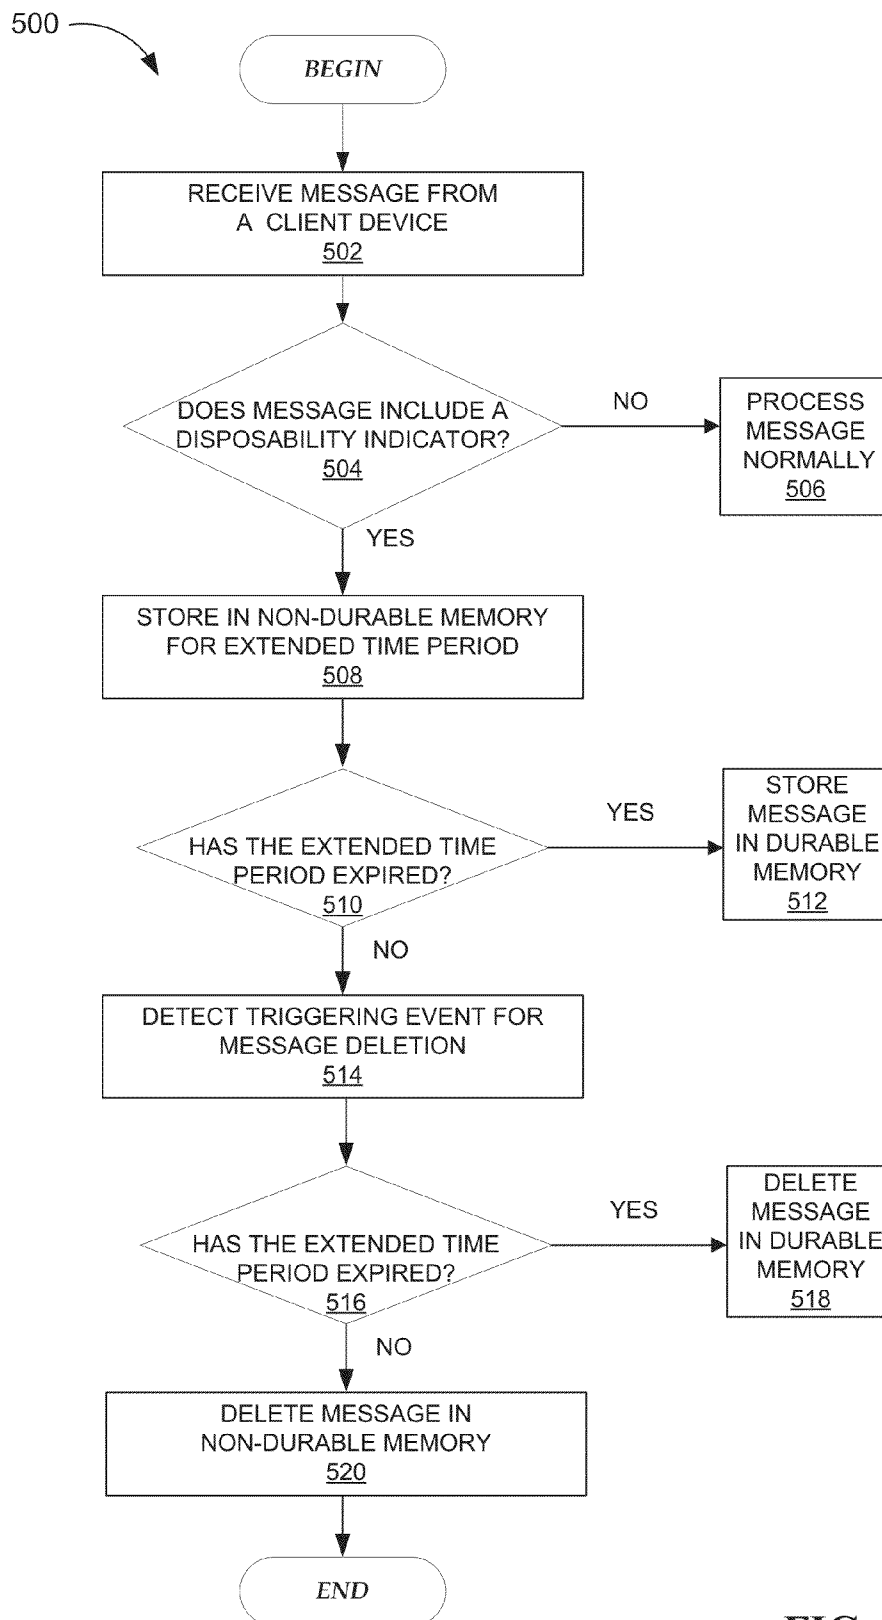 500
BEGIN
RECEIVE MESSAGE FROM
A CLIENT DEVICE
502
DOES MESSAGE INCLUDE A
DISPOSABILITY INDICATOR?
504
NO
PROCESS
MESSAGE
NORMALLY
506
YES
STORE IN NON-DURABLE MEMORY
FOR EXTENDED TIME PERIOD
508
HAS THE EXTENDED TIME
PERIOD EXPIRED?
510
YES
STORE
MESSAGE
IN DURABLE
MEMORY
512
NO
DETECT TRIGGERING EVENT FOR
MESSAGE DELETION
514
HAS THE EXTENDED TIME
PERIOD EXPIRED?
516
YES
DELETE
MESSAGE
IN DURABLE
MEMORY
518
NO
DELETE MESSAGE IN
NON-DURABLE MEMORY
520
END